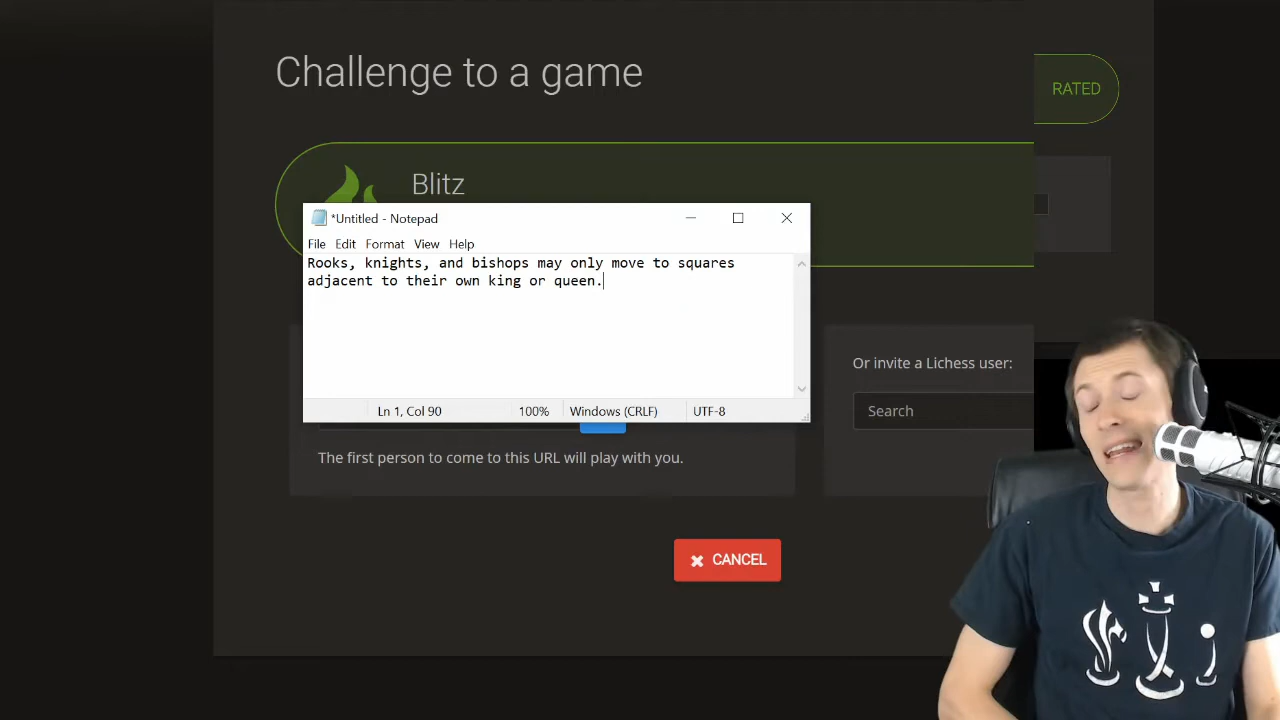 Challenge to a game
RATED
Blitz
*Untitled - Notepad
File Edit Format View Help
Rooks, knights, and bishops may only move to squares
adjacent to their own king or queen.
Or invite a Lichess user:
Search
Ln 1, Col 90 100% Windows (CRLF) UTF-8
The first person to come to this URL will play with you.
CANCEL